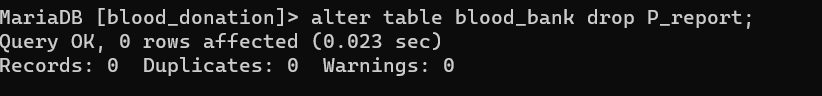 MariaDB [blood_donation]> alter table blood_bank drop P_report;
Query OK, 0 rows affected (0.023 sec)
Records: 0  Duplicates: 0  Warnings: 0